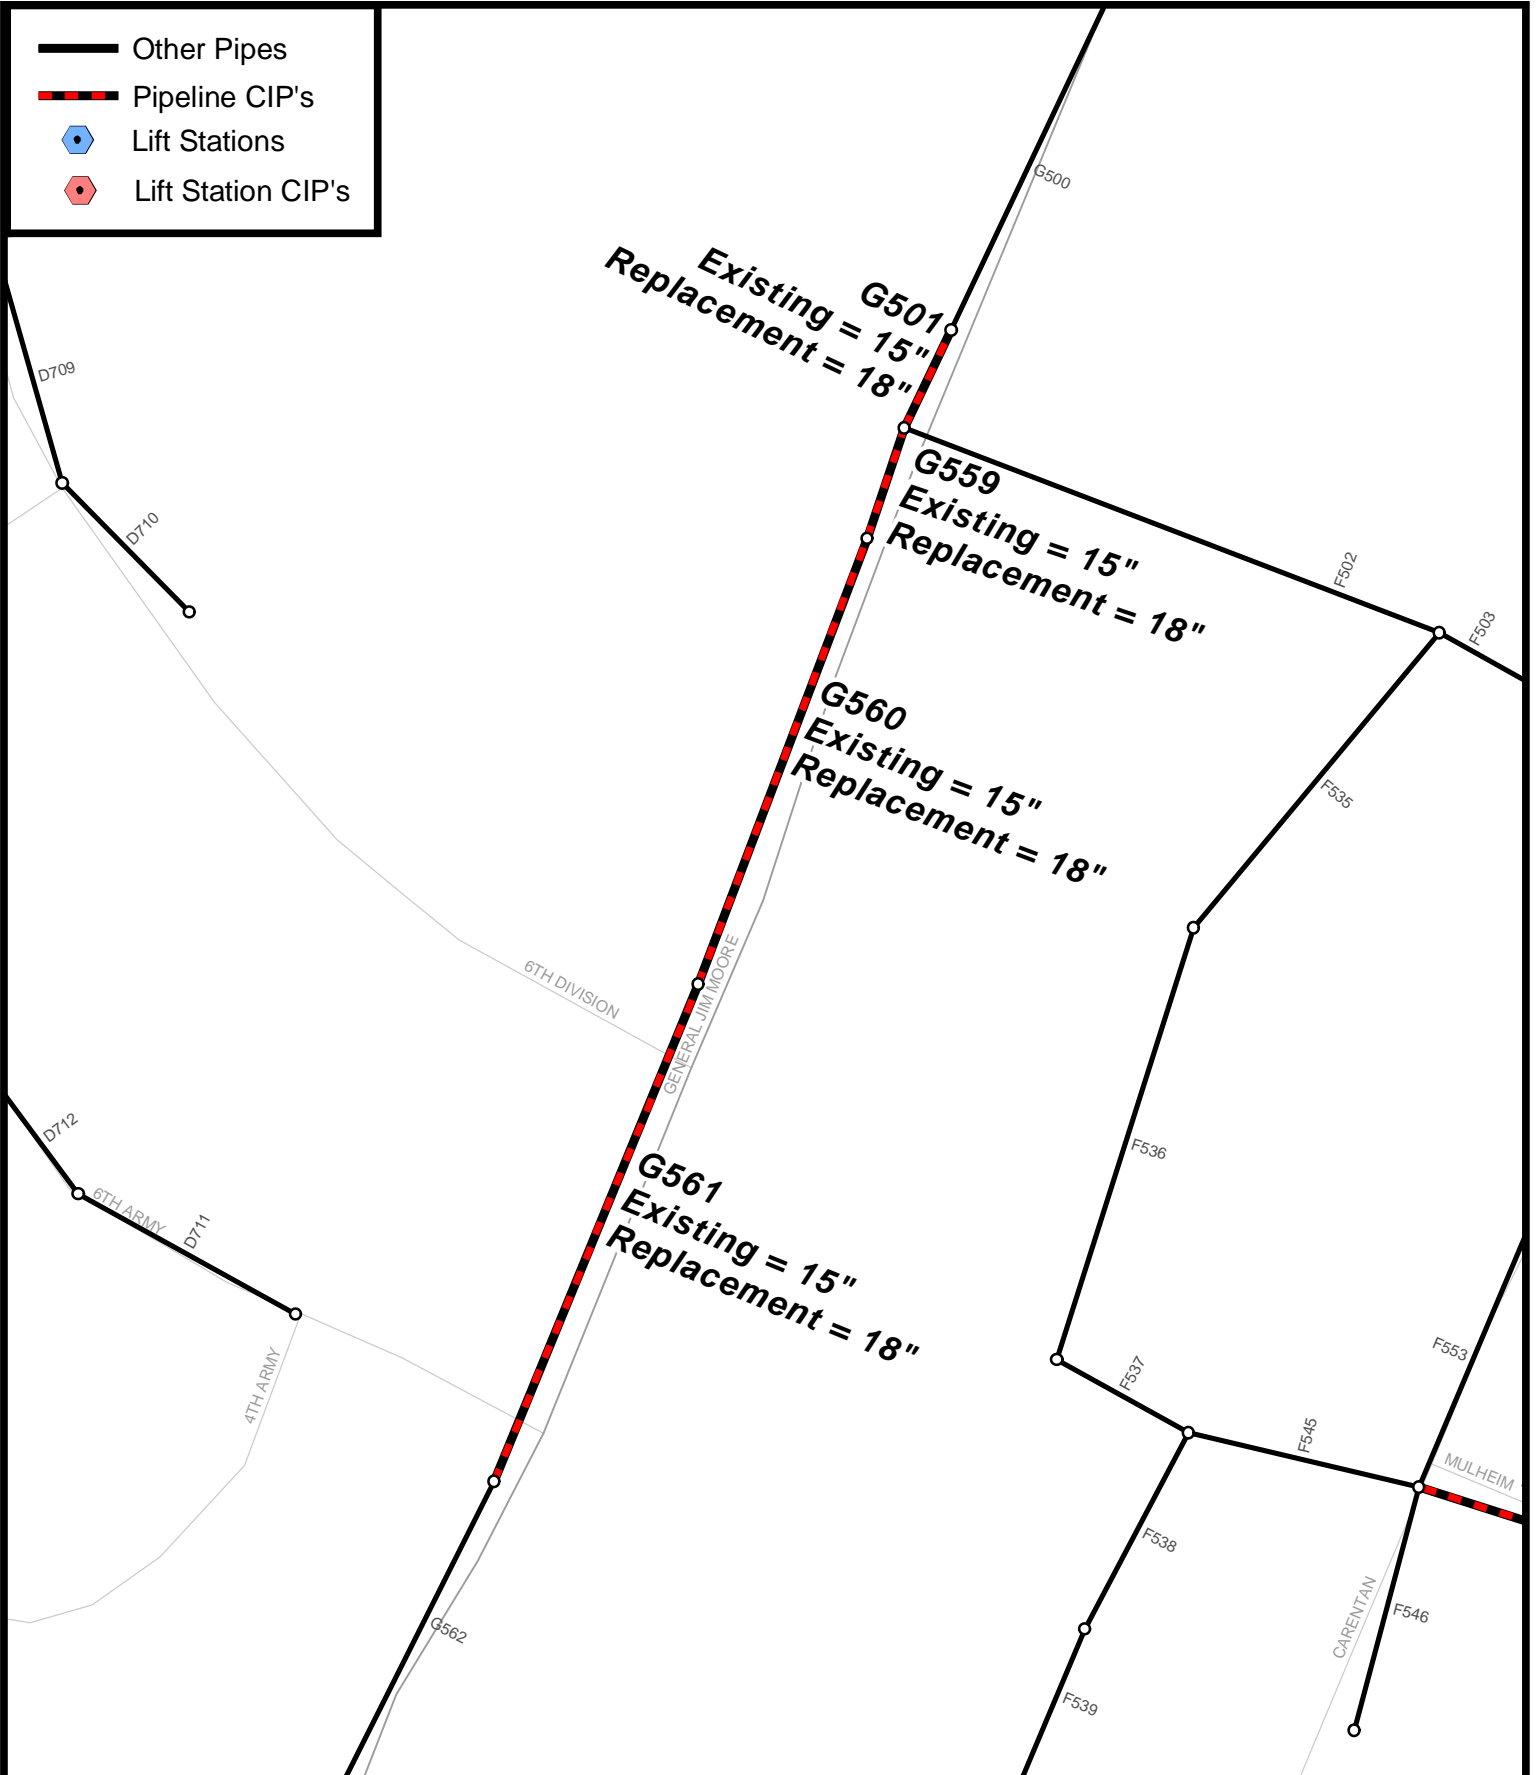 Other Pipes
Pipeline CIP's
Lift Stations
Lift Station CIP's
G500
G501
Existing = 15"
Replacement = 18"
D709
G559
Existing = 15"
Replacement = 18"
D710
F502
F503
G560
Existing = 15"
Replacement = 18"
F535
6TH DIVISION
GENERAL JIM MOORE
D712
F536
6TH ARMY
D711
G561
Existing = 15"
Replacement = 18"
4TH ARMY
F537
F553
F545
MULHEIM
F538
G562
CARENTAN
F546
F539